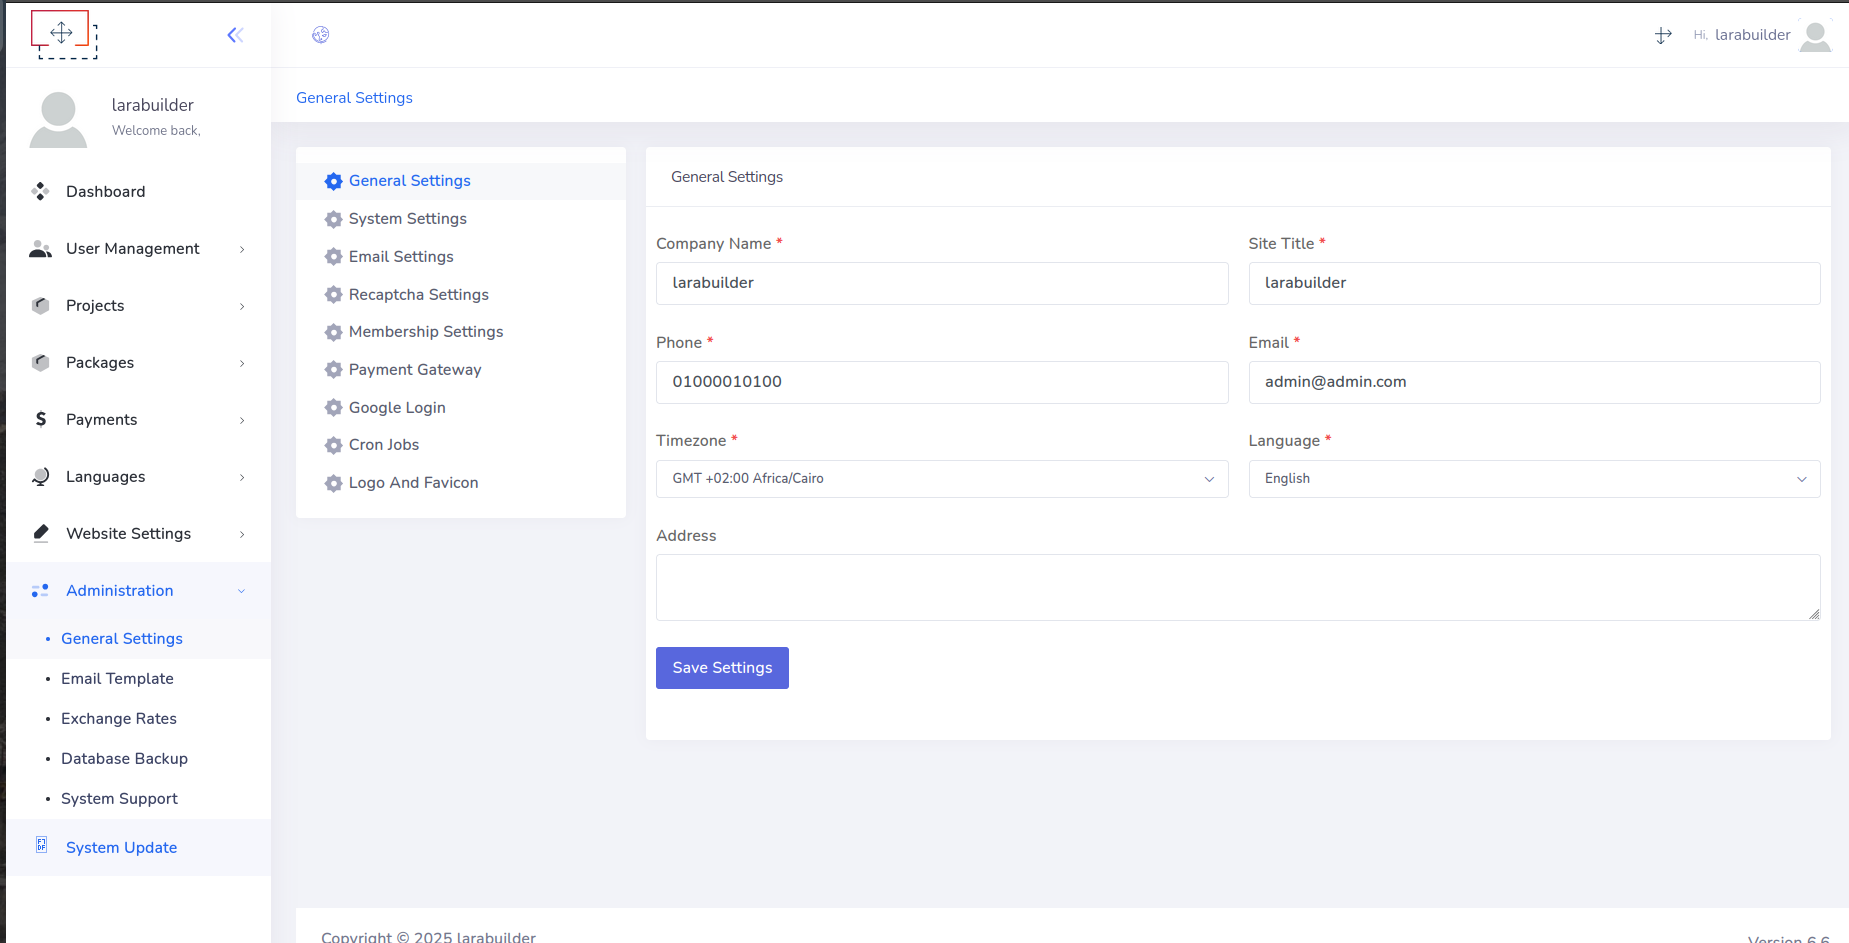 Hi, larabuilder
larabuilder
Welcome back,
Dashboard
User Management
Projects
Packages
Payments
Languages
Website Settings
Administration
General Settings
Email Template
Exchange Rates
Database Backup
System Support
System Update
General Settings
General Settings
System Settings
Email Settings
Recaptcha Settings
Membership Settings
Payment Gateway
Google Login
Cron Jobs
Logo And Favicon
General Settings
Company Name *
larabuilder
Site Title *
larabuilder
Phone *
01000010100
Email *
admin@admin.com
Timezone *
GMT +02:00 Africa/Cairo
Language *
English
Address
Save Settings
Copyright © 2025 larabuilder
Version 6.6